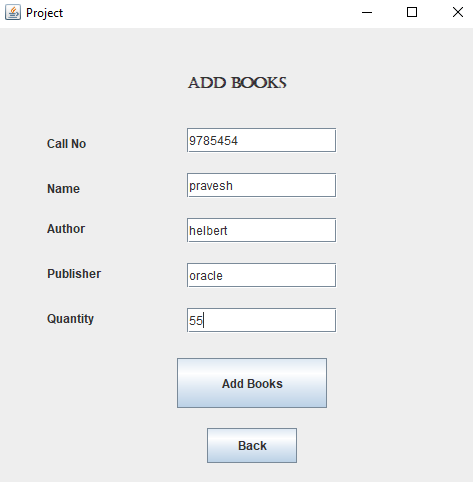 Project
ADD BOOKS
Call No 9785454
Name pravesh
Author helbert
Publisher oracle
Quantity 55
Add Books
Back